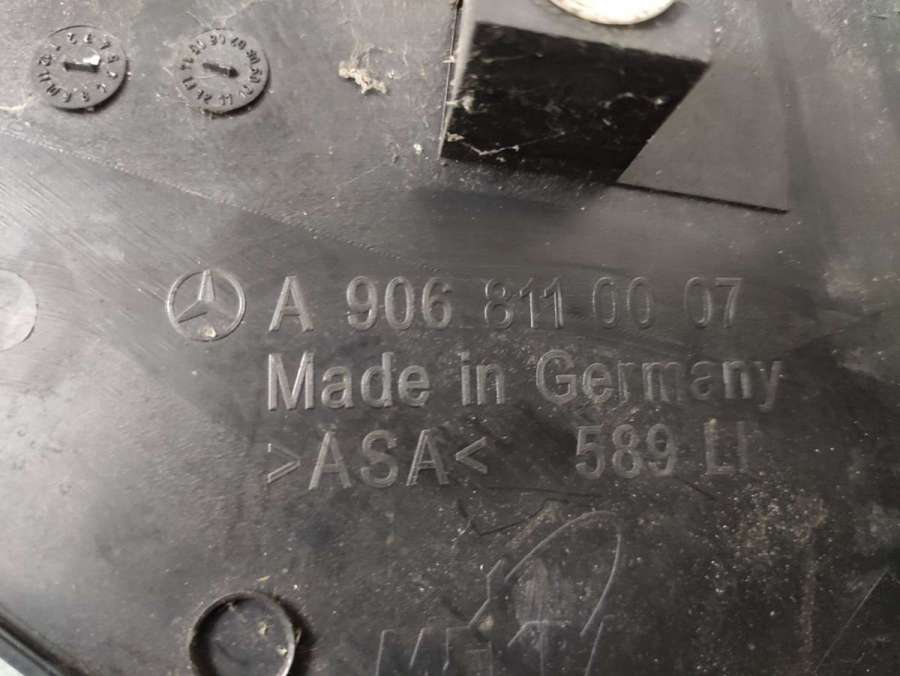 A 906 811 00 07
Made in Germany
>ASA< 589 LI